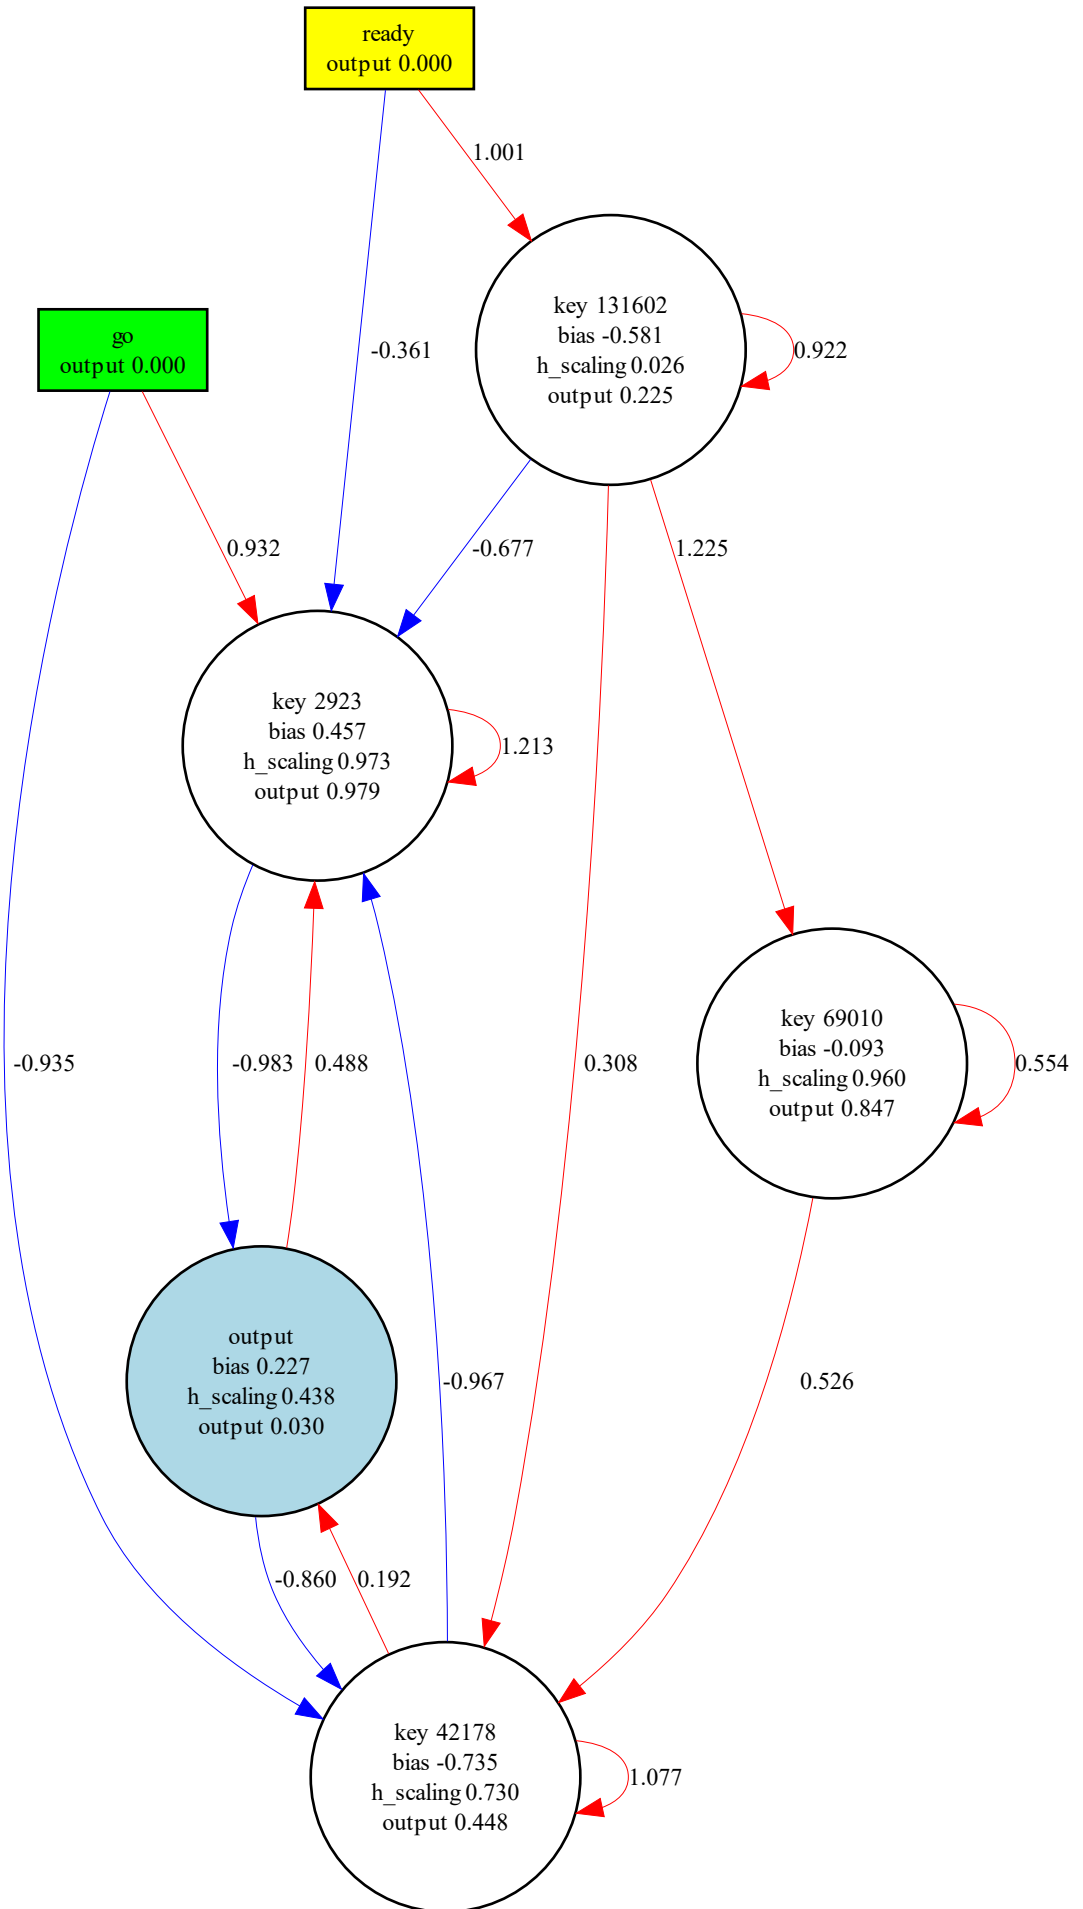 ready
output 0.000
1.001
key 131602
bias -0.581
h_scaling 0.026
output 0.225
0.922
-0.361
go
output 0.000
0.932
-0.677
1.225
key 2923
bias 0.457
h_scaling 0.973
output 0.979
1.213
key 69010
bias -0.093
h_scaling 0.960
output 0.847
0.554
-0.935
-0.983
0.488
0.308
output
bias 0.227
h_scaling 0.438
output 0.030
-0.967
0.526
-0.860
0.192
key 42178
bias -0.735
h_scaling 0.730
output 0.448
1.077